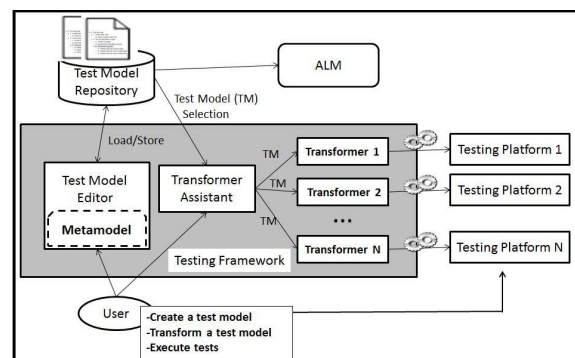 Test Model
Repository
ALM
Test Model (TM)
Selection
Load/Store
Test Model
Editor
Metamodel
Transformer
Assistant
TM
Transformer 1
Testing Platform 1
TM
Transformer 2
Testing Platform 2
...
TM
Transformer N
Testing Platform N
Testing Framework
User
-Create a test model
-Transform a test model
-Execute tests